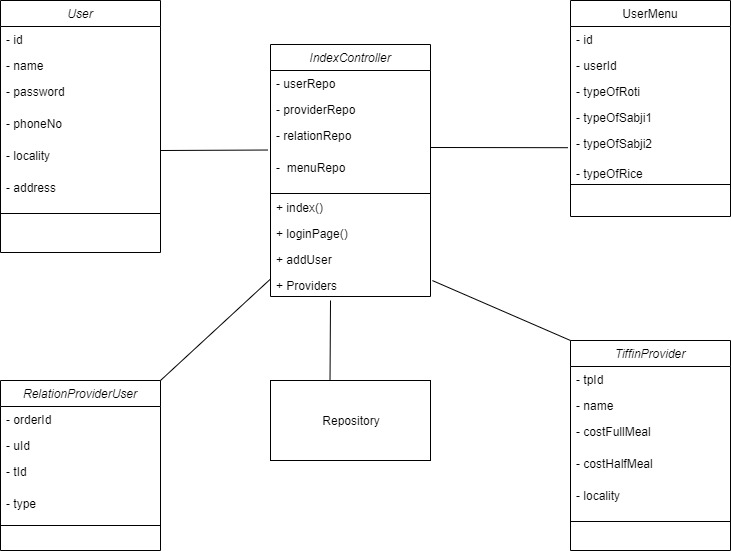 User
- id
- name
- password
- phoneNo
- locality
- address
IndexController
- userRepo
- providerRepo
- relationRepo
- menuRepo
+ index()
+ loginPage()
+ addUser
+ Providers
UserMenu
- id
- userId
- typeOfRoti
- typeOfSabji1
- typeOfSabji2
- typeOfRice
RelationProviderUser
- orderId
- uId
- tId
- type
Repository
TiffinProvider
- tpId
- name
- costFullMeal
- costHalfMeal
- locality